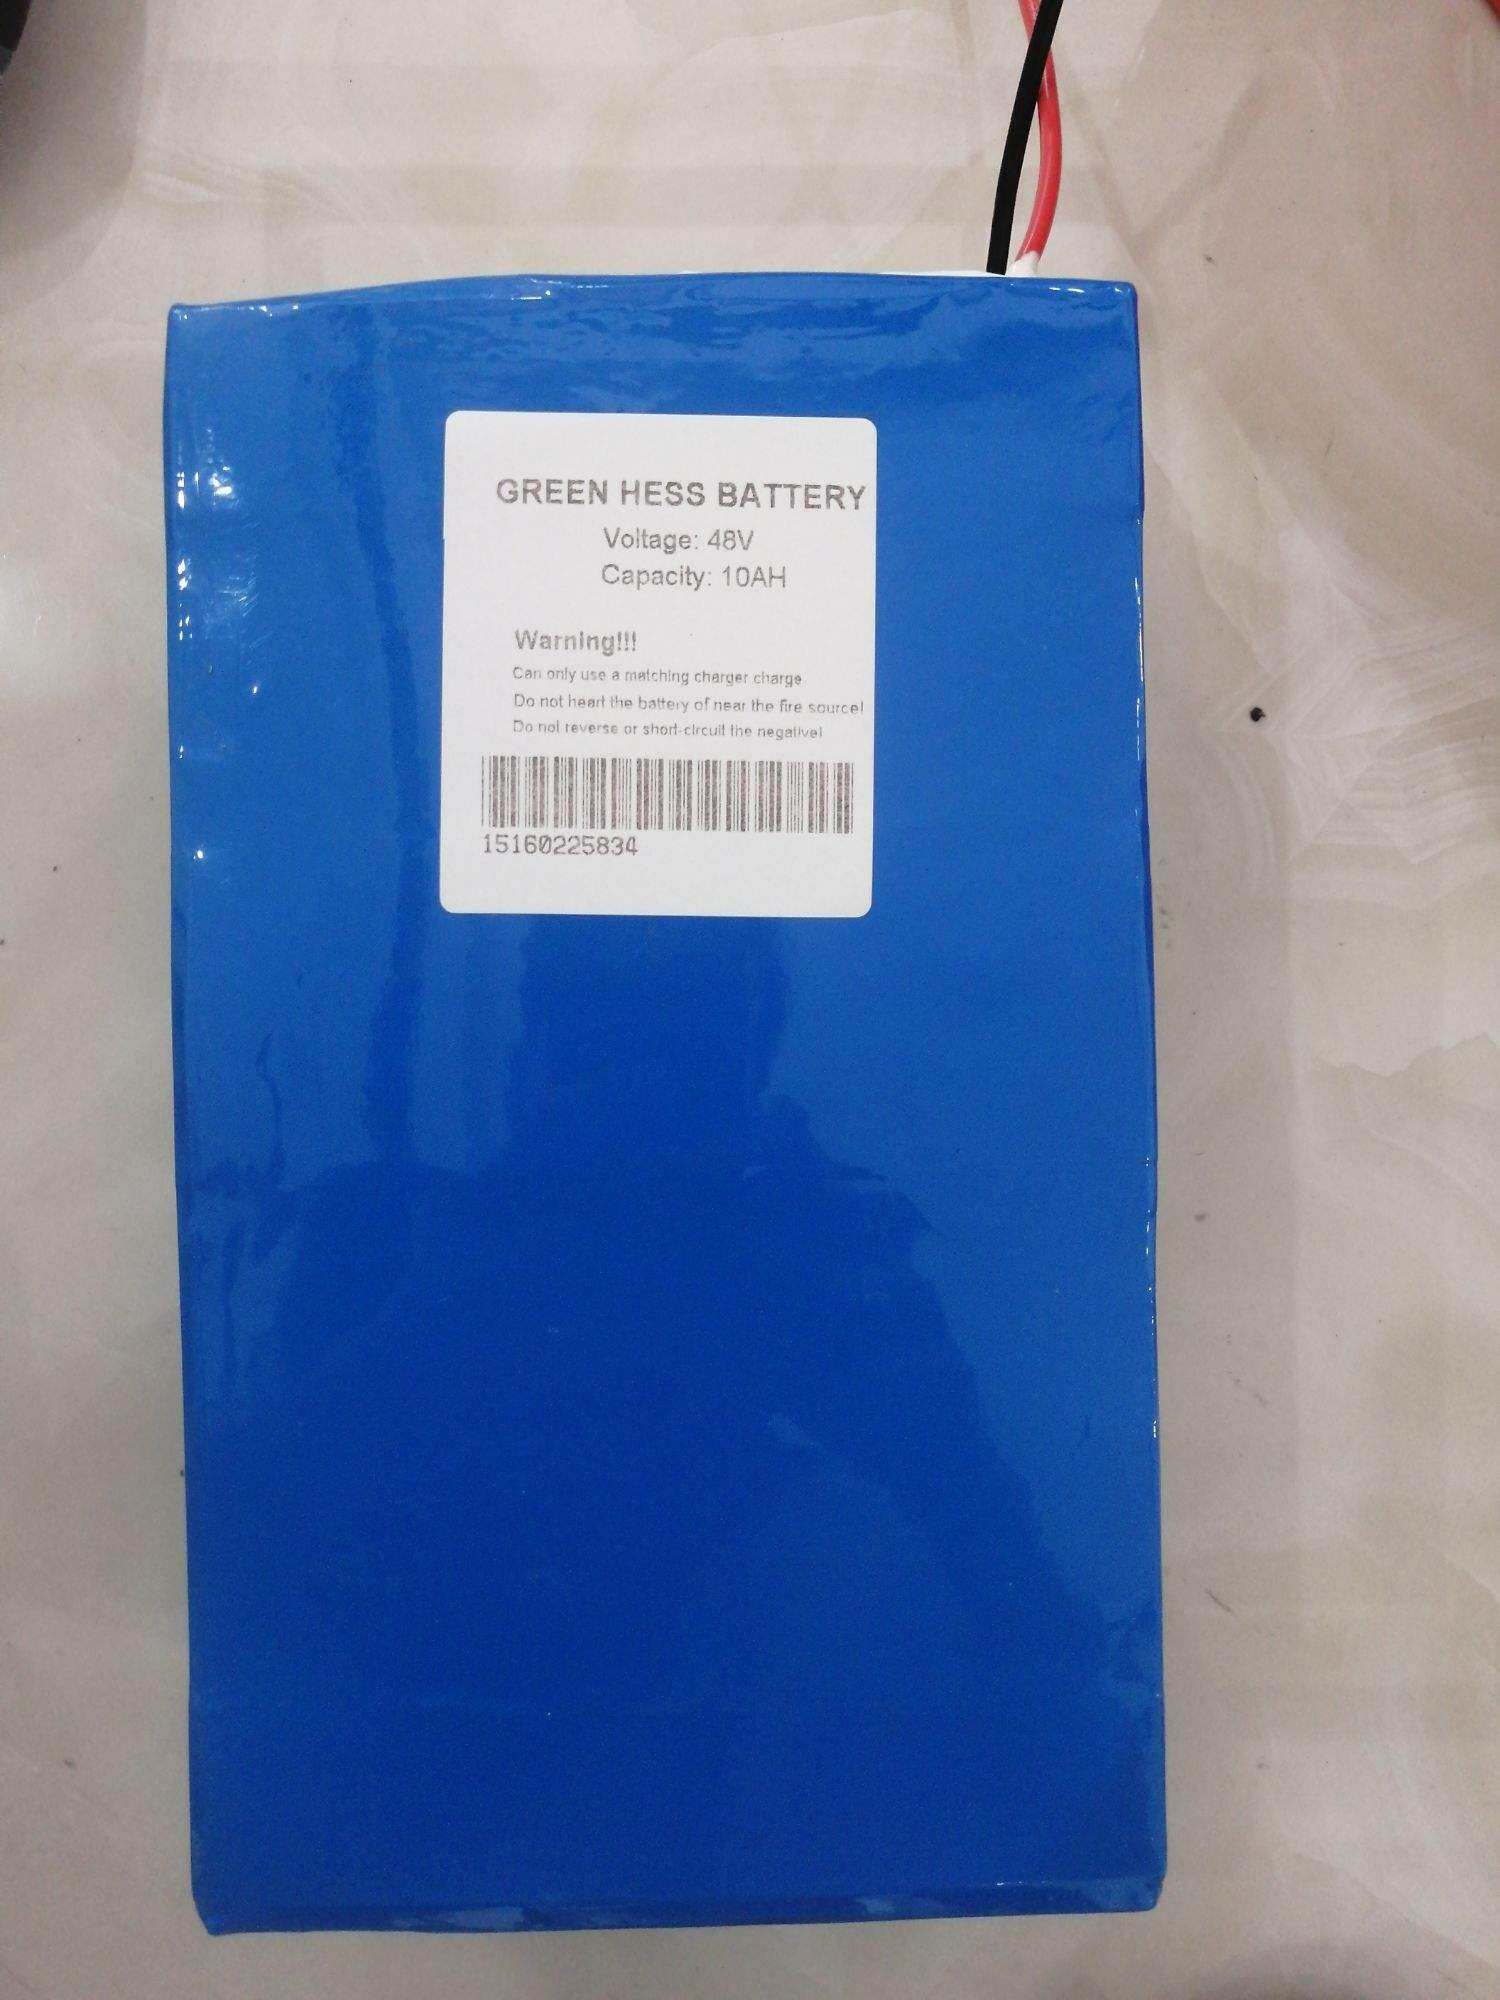 GREEN HESS BATTERY
Voltage: 48V
Capacity: 10AH
Warning!!!
Can only use a matching charger charge
Do not heart the battery of near the fire source!
Do not reverse or short-circuit the negative!
15160225834